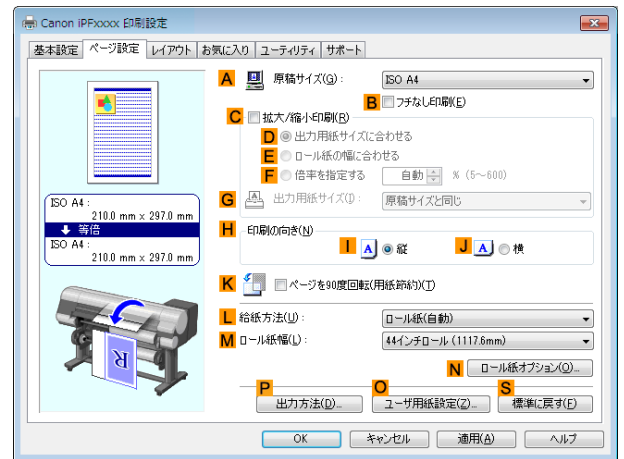 Canon iPFxxxx 印刷設定
基本設定 ページ設定 レイアウト お気に入り ユーティリティ サポート
A 原稿サイズ(G): ISO A4
B フチなし印刷(E)
C 拡大/縮小印刷(R)
D 出力用紙サイズに合わせる
E ロール紙の幅に合わせる
F 倍率を指定する 自動 % (5~600)
G 出力用紙サイズ(I): 原稿サイズと同じ
ISO A4 :
210.0 mm x 297.0 mm
等倍
ISO A4 :
210.0 mm x 297.0 mm
H 印刷の向き(N)
I A 縦 J A 横
K ページを90度回転(用紙節約)(T)
L 給紙方法(U): ロール紙(自動)
M ロール紙幅(L): 44インチロール (1117.6mm)
R
N ロール紙オプション(O)...
P O S
出力方法(D)... ユーザ用紙設定(Z)... 標準に戻す(F)
OK キャンセル 適用(A) ヘルプ